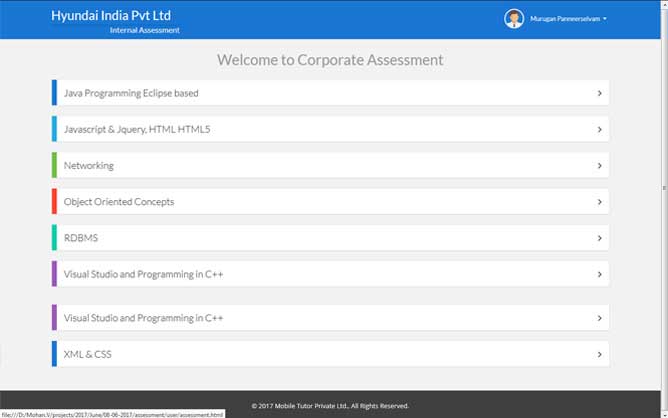 Hyundai India Pvt Ltd
Internal Assessment
Murugan Panneerselvam
Welcome to Corporate Assessment
Java Programming Eclipse based
Javascript & Jquery, HTML HTML5
Networking
Object Oriented Concepts
RDBMS
Visual Studio and Programming in C++
Visual Studio and Programming in C++
XML & CSS
© 2017 Mobile Tutor Private Ltd., All Rights Reserved.
file:///D:/Mohan.V/projects/2017/June/08-06-2017/assessment/user/assessment.html